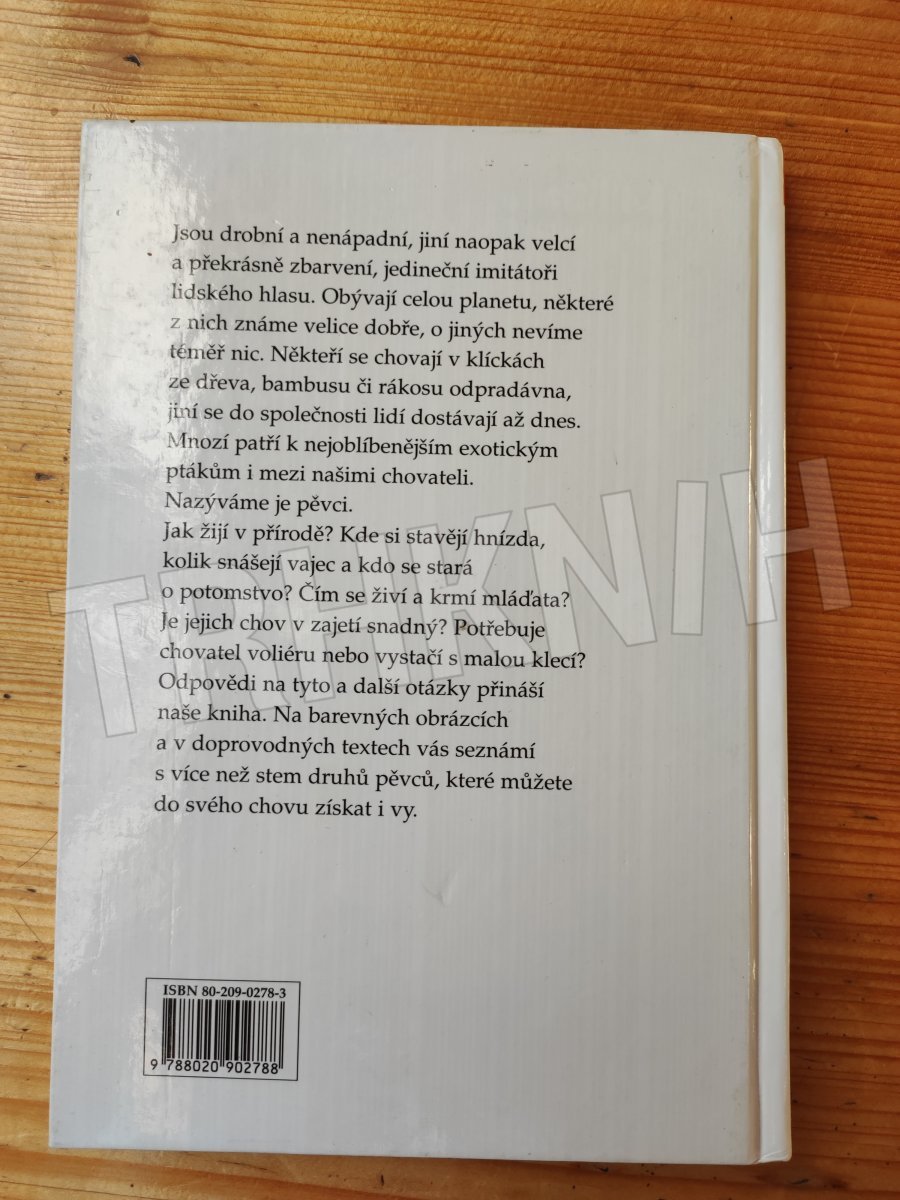 Jsou drobní a nenápadní, jiní naopak velcí
a překrásně zbarvení, jedineční imitátoři
lidského hlasu. Obývají celou planetu, některé
z nich známe velice dobře, o jiných nevíme
téměř nic. Někteří se chovají v klíckách
ze dřeva, bambusu či rákosu odpradávna,
jiní se do společnosti lidí dostávají až dnes.
Mnozí patří k nejoblíbenějším exotickým
ptákům i mezi našimi chovateli.
Nazýváme je pěvci.
Jak žijí v přírodě? Kde si stavějí hnízda,
kolik snášejí vajec a kdo se stará
o potomstvo? Čím se živí a krmí mláďata?
Je jejich chov v zajetí snadný? Potřebuje
chovatel voliéru nebo vystačí s malou klecí?
Odpovědi na tyto a další otázky přináší
naše kniha. Na barevných obrázcích
a v doprovodných textech vás seznámí
s více než stem druhů pěvců, které můžete
do svého chovu získat i vy.
TRHKNIH
ISBN 80-209-0278-3
9 788020 902788